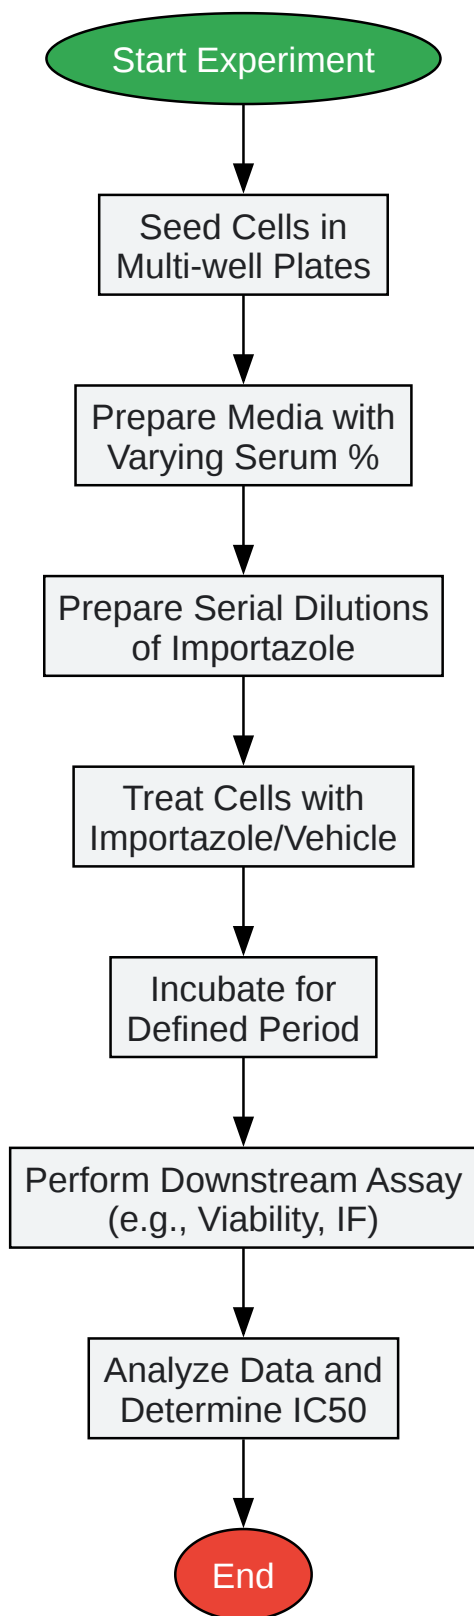 Start Experiment
Seed Cells in
Multi-well Plates
Prepare Media with
Varying Serum %
Prepare Serial Dilutions
of Importazole
Treat Cells with
Importazole/Vehicle
Incubate for
Defined Period
Perform Downstream Assay
(e.g., Viability, IF)
Analyze Data and
Determine IC50
End